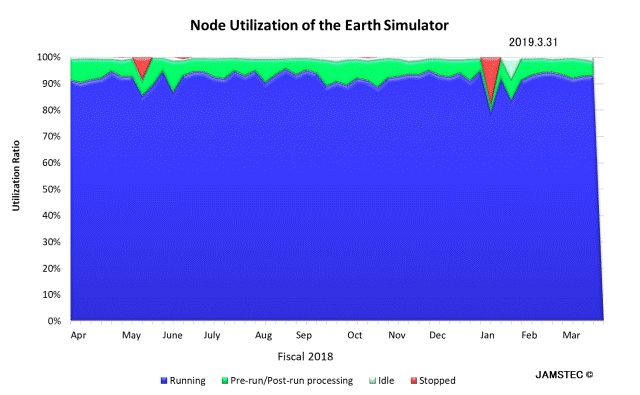 Node Utilization of the Earth Simulator
2019.3.31
100%
90%
80%
70%
60%
50%
40%
30%
20%
10%
0%
Utilization Ratio
Apr May June July Aug Sep Oct Nov Dec Jan Feb Mar
Fiscal 2018
JAMSTEC ©
Running Pre-run/Post-run processing Idle Stopped